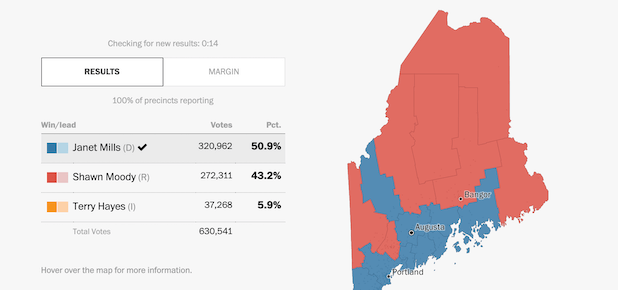 Checking for new results: 0:14
RESULTS MARGIN
100% of precincts reporting
Win/lead Votes Pct.
Janet Mills (D) ✔ 320,962 50.9%
Shawn Moody (R) 272,311 43.2%
Terry Hayes (I) 37,268 5.9%
Total Votes 630,541
Hover over the map for more information.
Bangor
Augusta
Portland